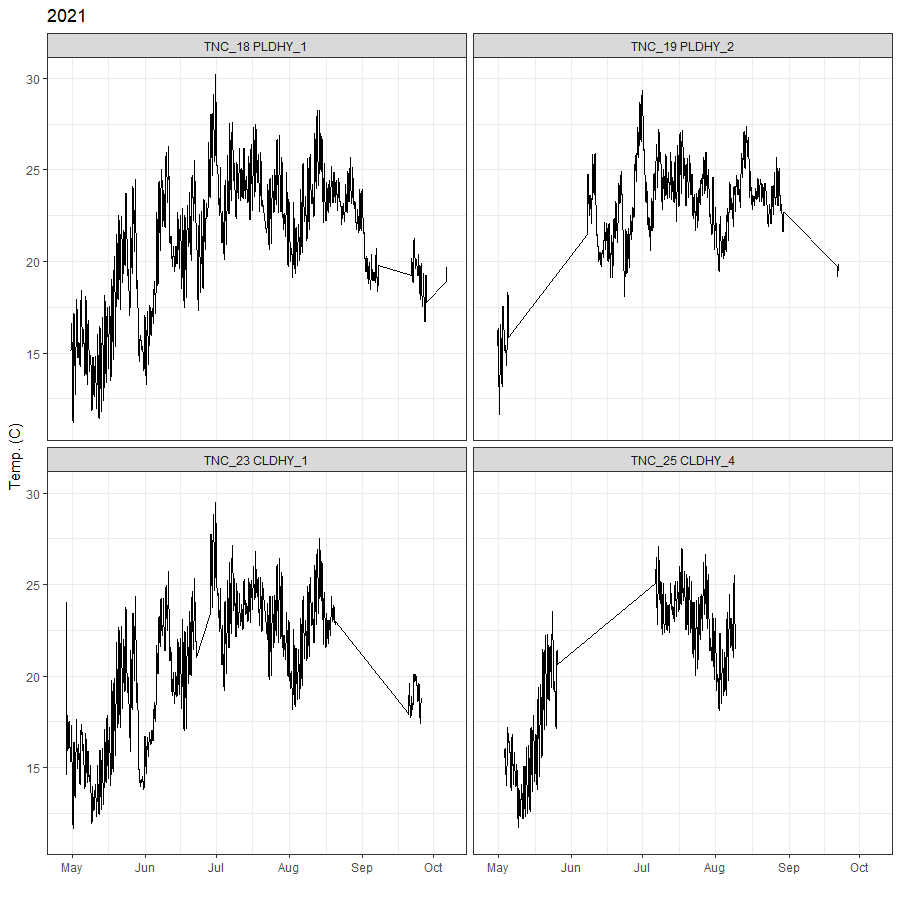 2021
TNC_18 PLDHY_1
TNC_19 PLDHY_2
30
25
20
15
Temp. (C)
TNC_23 CLDHY_1
TNC_25 CLDHY_4
30
25
20
15
May Jun Jul Aug Sep Oct
May Jun Jul Aug Sep Oct